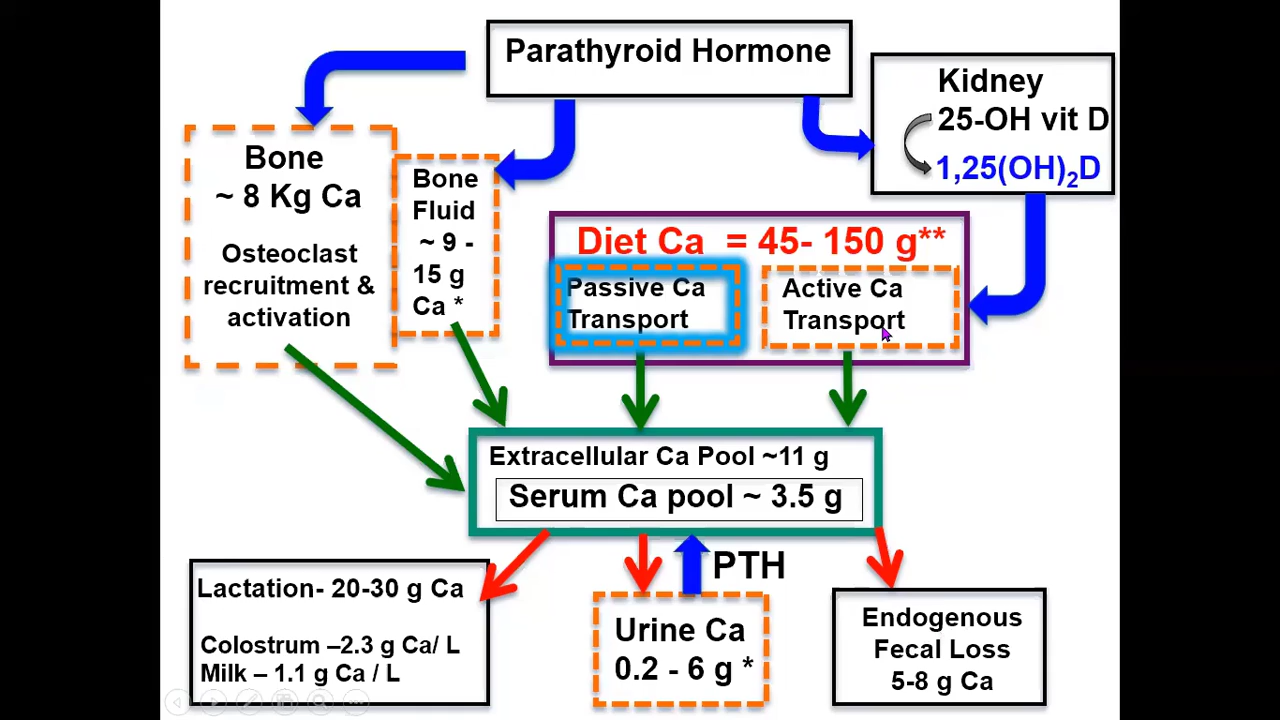 Parathyroid Hormone
Kidney
25-OH vit D
1,25(OH)₂D
Bone
~ 8 Kg Ca
Osteoclast
recruitment &
activation
Bone
Fluid
~ 9 -
15 g
Ca *
Diet Ca = 45- 150 g**
Passive Ca
Transport
Active Ca
Transport
Extracellular Ca Pool ~11 g
Serum Ca pool ~ 3.5 g
PTH
Lactation- 20-30 g Ca
Colostrum –2.3 g Ca/ L
Milk – 1.1 g Ca / L
Urine Ca
0.2 - 6 g *
Endogenous
Fecal Loss
5-8 g Ca